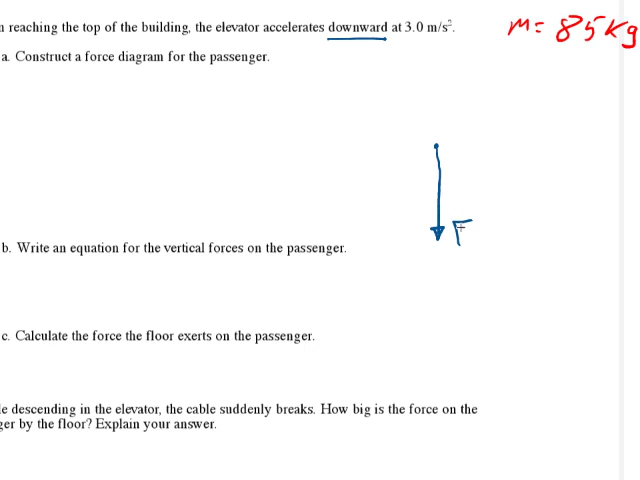 reaching the top of the building, the elevator accelerates downward at 3.0 m/s².
m = 85kg
a. Construct a force diagram for the passenger.
F
b. Write an equation for the vertical forces on the passenger.
c. Calculate the force the floor exerts on the passenger.
descending in the elevator, the cable suddenly breaks. How big is the force on the
by the floor? Explain your answer.